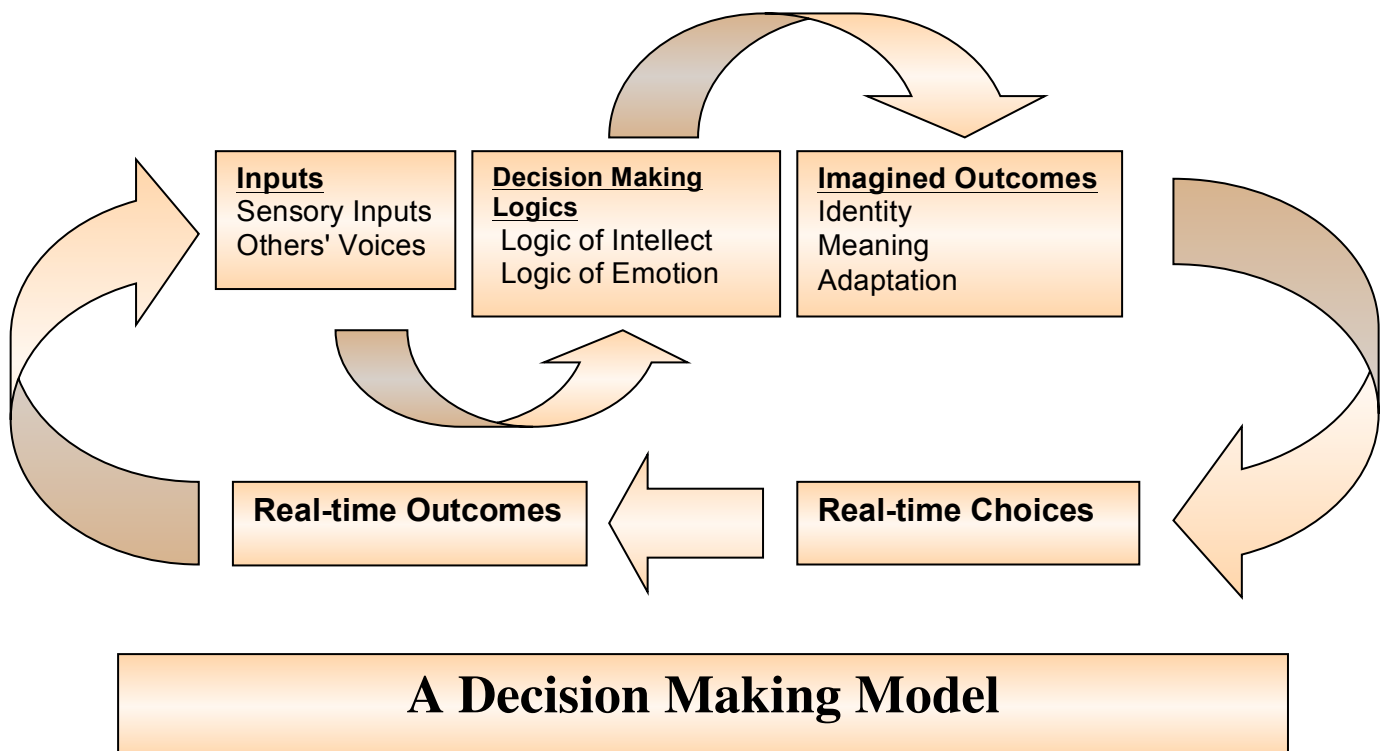 Inputs
Sensory Inputs
Others' Voices
Decision Making
Logics
Logic of Intellect
Logic of Emotion
Imagined Outcomes
Identity
Meaning
Adaptation
Real-time Outcomes
Real-time Choices
A Decision Making Model